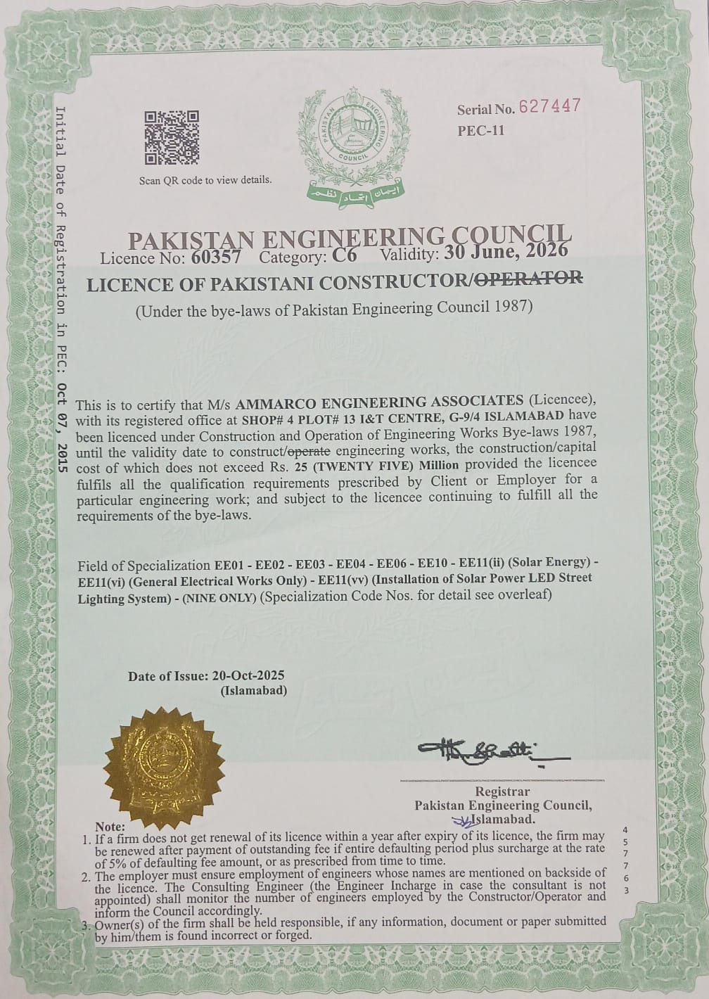 Serial No. 627447
PEC-11
Scan QR code to view details.
PAKISTAN ENGINEERING COUNCIL
ایمان اتحاد نظم
PAKISTAN ENGINEERING COUNCIL
Licence No: 60357 Category: C6 Validity: 30 June, 2026
LICENCE OF PAKISTANI CONSTRUCTOR/OPERATOR
(Under the bye-laws of Pakistan Engineering Council 1987)
Initial Date of Registration in PEC: Oct 07, 2015
This is to certify that M/s AMMARCO ENGINEERING ASSOCIATES (Licencee),
with its registered office at SHOP# 4 PLOT# 13 I&T CENTRE, G-9/4 ISLAMABAD have
been licenced under Construction and Operation of Engineering Works Bye-laws 1987,
until the validity date to construct/operate engineering works, the construction/capital
cost of which does not exceed Rs. 25 (TWENTY FIVE) Million provided the licencee
fulfils all the qualification requirements prescribed by Client or Employer for a
particular engineering work; and subject to the licencee continuing to fulfill all the
requirements of the bye-laws.
Field of Specialization EE01 - EE02 - EE03 - EE04 - EE06 - EE10 - EE11(ii) (Solar Energy) -
EE11(vi) (General Electrical Works Only) - EE11(vv) (Installation of Solar Power LED Street
Lighting System) - (NINE ONLY) (Specialization Code Nos. for detail see overleaf)
Date of Issue: 20-Oct-2025
(Islamabad)
Registrar
Pakistan Engineering Council,
Islamabad.
Note:
1. If a firm does not get renewal of its licence within a year after expiry of its licence, the firm may
be renewed after payment of outstanding fee if entire defaulting period plus surcharge at the rate
of 5% of defaulting fee amount, or as prescribed from time to time.
2. The employer must ensure employment of engineers whose names are mentioned on backside of
the licence. The Consulting Engineer (the Engineer Incharge in case the consultant is not
appointed) shall monitor the number of engineers employed by the Constructor/Operator and
inform the Council accordingly.
3. Owner(s) of the firm shall be held responsible, if any information, document or paper submitted
by him/them is found incorrect or forged.
457763